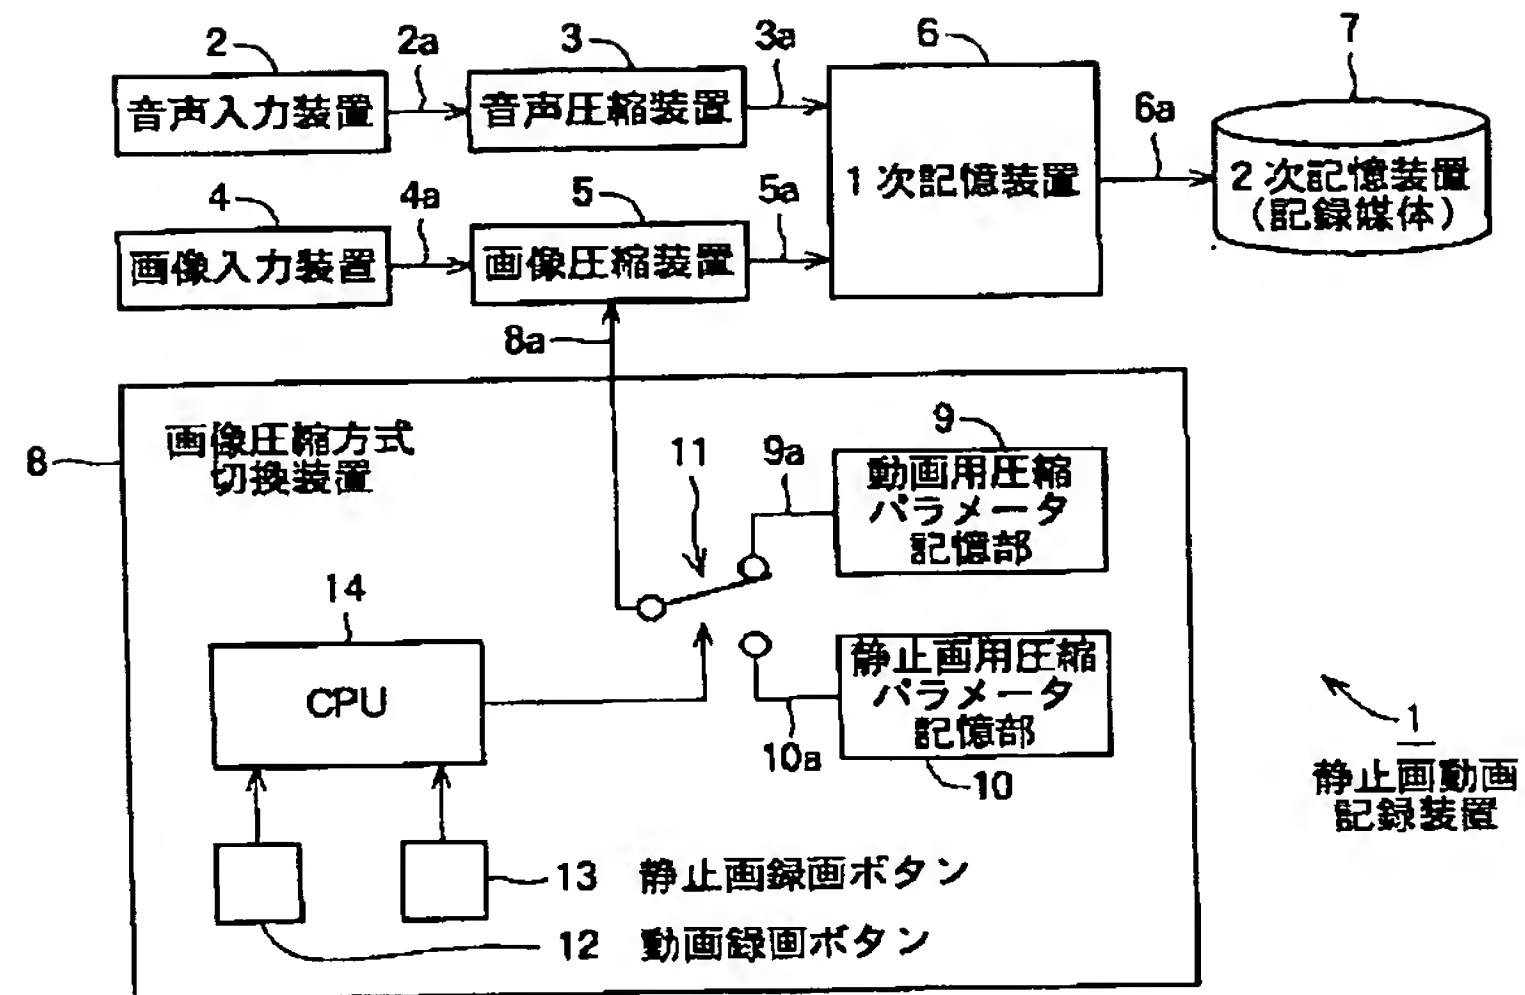 2
2a
3
3a
6
7
音声入力装置
音声圧縮装置
1次記憶装置
6a
2次記憶装置
(記録媒体)
4
4a
5
5a
画像入力装置
画像圧縮装置
8a
8
画像圧縮方式
切換装置
11
9a
9
動画用圧縮
パラメータ
記憶部
14
CPU
静止画用圧縮
パラメータ
記憶部
10a
10
1
静止画動画
記録装置
13 静止画録画ボタン
12 動画録画ボタン